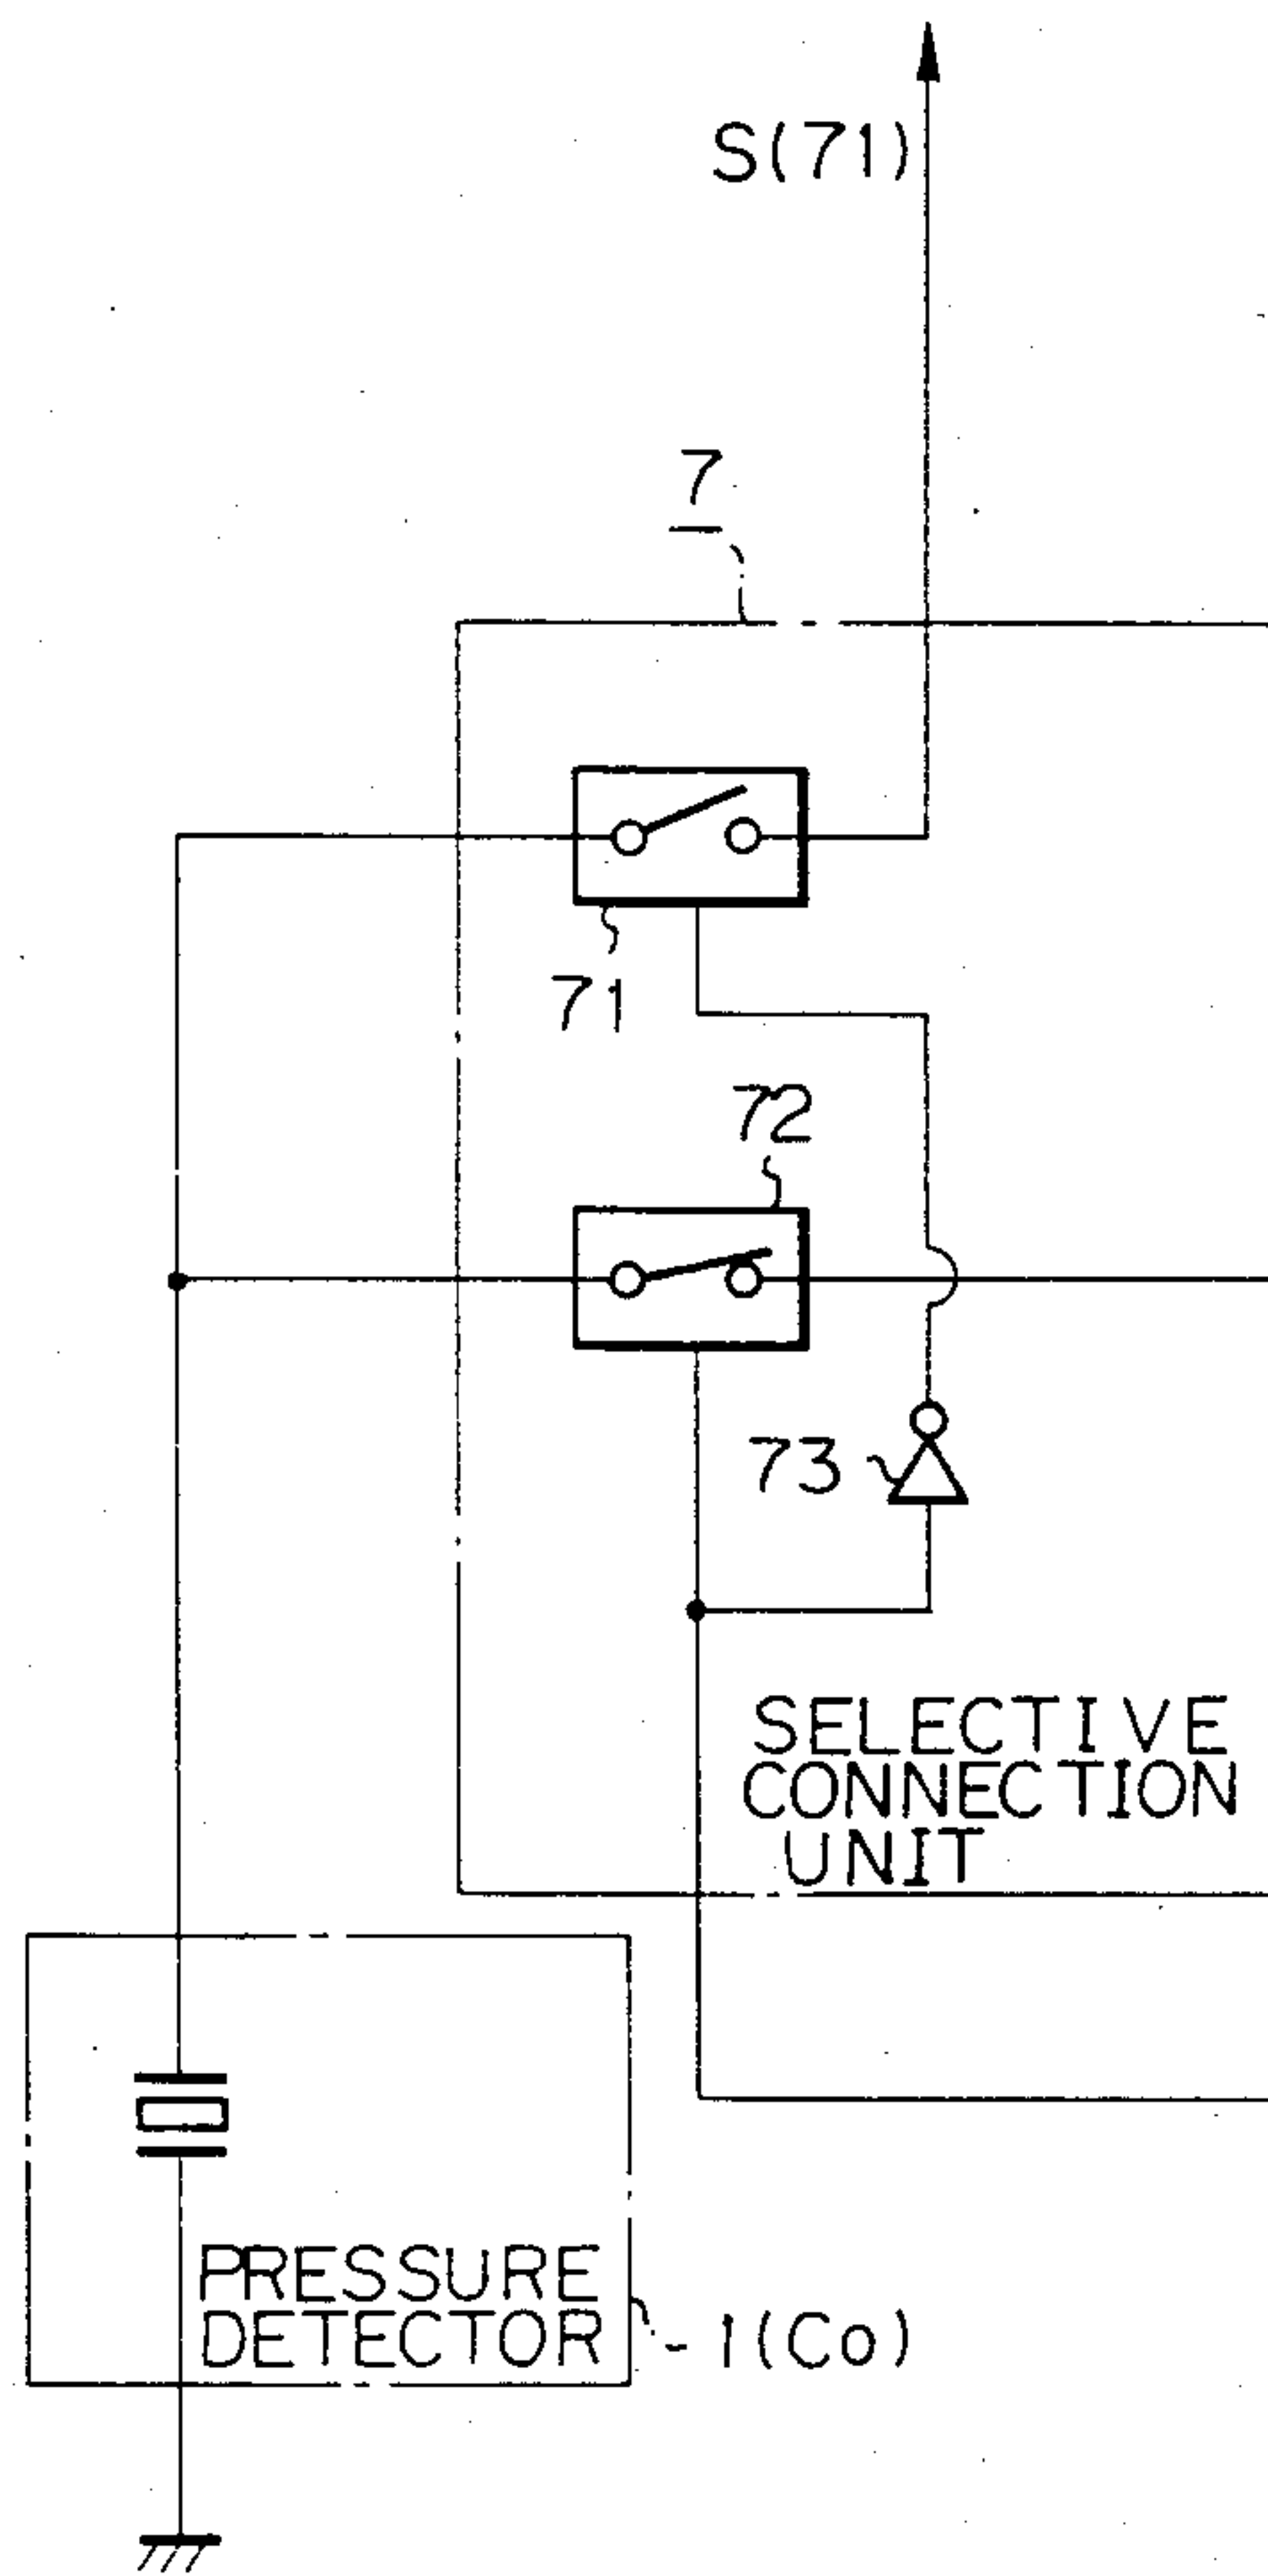 S(71)
7
71
72
73
SELECTIVE
CONNECTION
UNIT
PRESSURE
DETECTOR
1(Co)